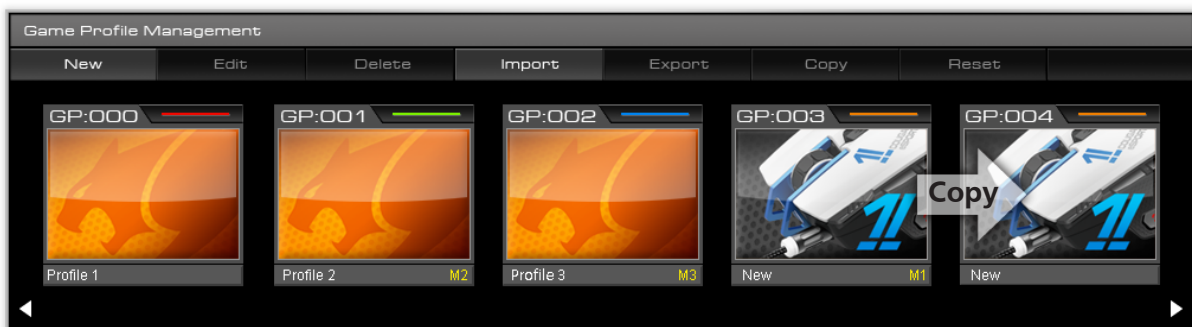 Game Profile Management
New Edit Delete Import Export Copy Reset
GP:000 GP:001 GP:002 GP:003 GP:004
Copy
Profile 1 Profile 2 M2 Profile 3 M3 New M1 New